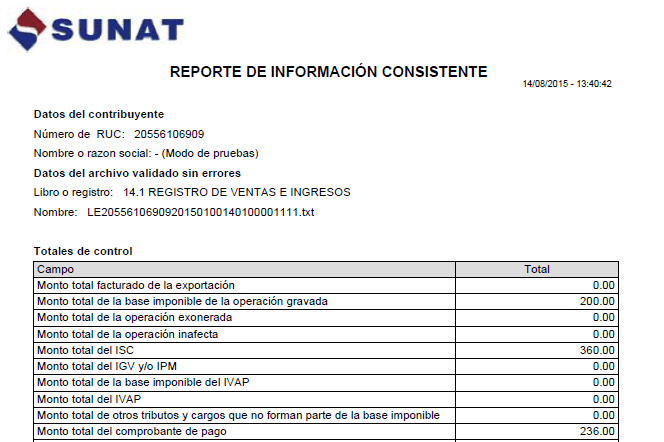 SUNAT
REPORTE DE INFORMACIÓN CONSISTENTE
14/08/2015 - 13:40:42
Datos del contribuyente
Número de RUC: 20556106909
Nombre o razon social: - (Modo de pruebas)
Datos del archivo validado sin errores
Libro o registro: 14.1 REGISTRO DE VENTAS E INGRESOS
Nombre: LE2055610690920150100140100001111.txt
Totales de control
Campo Total
Monto total facturado de la exportación 0.00
Monto total de la base imponible de la operación gravada 200.00
Monto total de la operación exonerada 0.00
Monto total de la operación inafecta 0.00
Monto total del ISC 360.00
Monto total del IGV y/o IPM 0.00
Monto total de la base imponible del IVAP 0.00
Monto total del IVAP 0.00
Monto total de otros tributos y cargos que no forman parte de la base imponible 0.00
Monto total del comprobante de pago 236.00